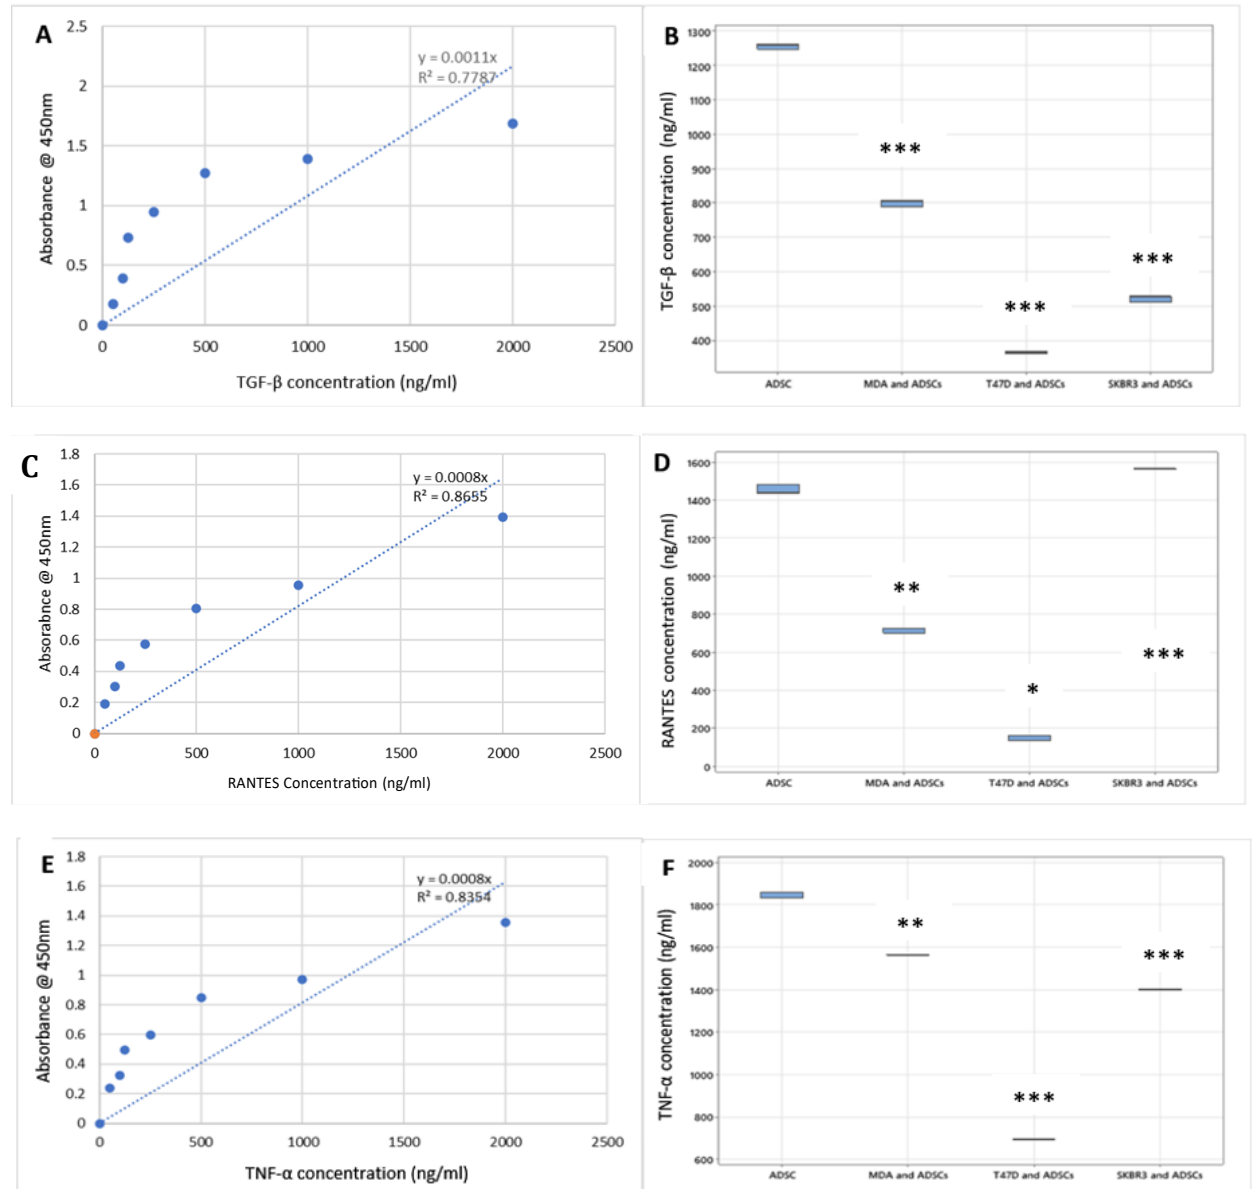 A
2.5
2
1.5
1
0.5
0
y = 0.0011x
R² = 0.7787
0 500 1000 1500 2000 2500
Absorbance @ 450nm
TGF-β concentration (ng/ml)
B
1300
1200
1100
1000
900
800
700
600
500
400
***
***
***
TGF-β concentration (ng/ml)
ADSC MDA and ADSCs T47D and ADSCs SKBR3 and ADSCs
C
1.8
1.6
1.4
1.2
1
0.8
0.6
0.4
0.2
0
y = 0.0008x
R² = 0.8655
0 500 1000 1500 2000 2500
Absorabnce @ 450nm
RANTES Concentration (ng/ml)
D
1600
1400
1200
1000
800
600
400
200
0
**
*
***
RANTES concentration (ng/ml)
ADSC MDA and ADSCs T47D and ADSCs SKBR3 and ADSCs
E
1.8
1.6
1.4
1.2
1
0.8
0.6
0.4
0.2
0
y = 0.0008x
R² = 0.8354
0 500 1000 1500 2000 2500
Absorbance @ 450nm
TNF-α concentration (ng/ml)
F
2000
1800
1600
1400
1200
1000
800
600
**
***
***
TNF-α concentration (ng/ml)
ADSC MDA and ADSCs T47D and ADSCs SKBR3 and ADSCs